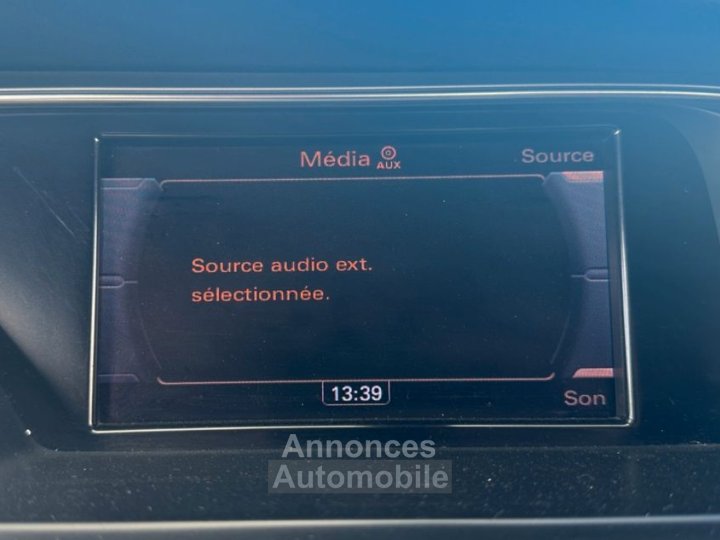 Média AUX Source
Source audio ext.
sélectionnée.
13:39
Son
Annonces
Automobile